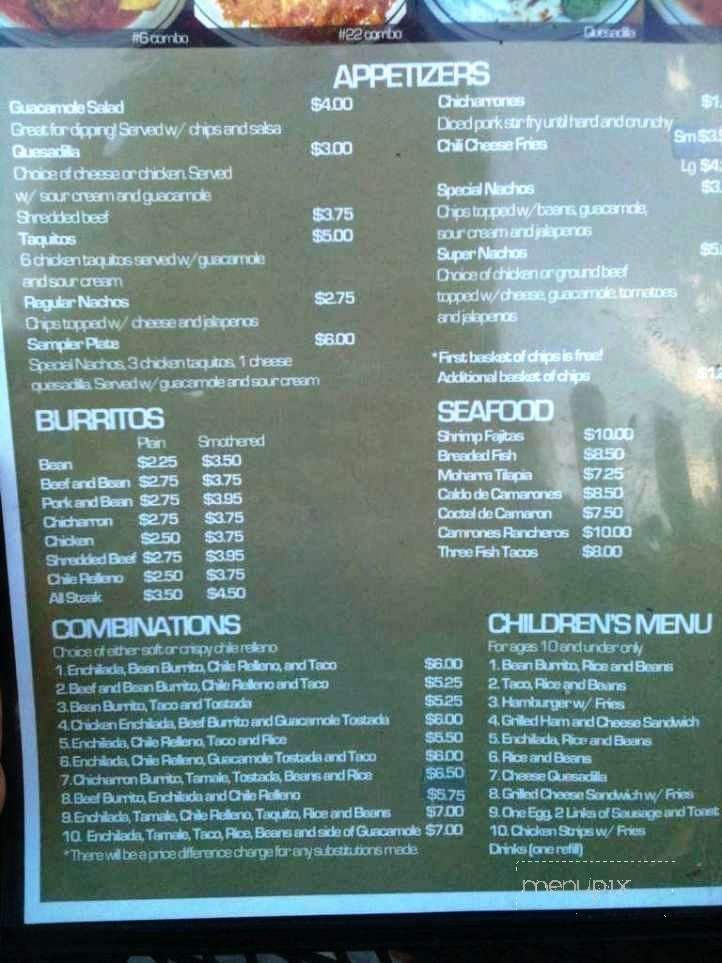 #6 combo
#22 combo
Quesadilla
APPETIZERS
Guacamole Salad $4.00
Great for dipping! Served w/ chips and salsa
Quesadilla $3.00
Choice of cheese or chicken. Served
w/ sour cream and guacamole
Shredded beef $3.75
Taquitos $5.00
6 chicken taquitos served w/guacamole
and sour cream
Regular Nachos $2.75
Chips topped w/ cheese and jalapenos
Sampler Plate $6.00
Special Nachos, 3 chicken taquitos, 1 cheese
quesadilla. Served w/ guacamole and sour cream
Chicharrones $1.
Diced pork stir fry until hard and crunchy
Chili Cheese Fries Sm $3.
Lg $4.
Special Nachos $3.
Chips topped w/beans, guacamole,
sour cream and jalapenos
Super Nachos $5.
Choice of chicken or ground beef
topped w/cheese, guacamole, tomatoes
and jalapenos
*First basket of chips is free!
Additional basket of chips
BURRITOS
Plain Smothered
Bean $2.25 $3.50
Beef and Bean $2.75 $3.75
Pork and Bean $2.75 $3.95
Chicharron $2.75 $3.75
Chicken $2.50 $3.75
Shredded Beef $2.75 $3.95
Chile Relleno $2.50 $3.75
All Steak $3.50 $4.50
SEAFOOD
Shrimp Fajitas $10.00
Breaded Fish $8.50
Moharra Tilapia $7.25
Caldo de Camarones $8.50
Coctel de Camaron $7.50
Camrones Rancheros $10.00
Three Fish Tacos $8.00
COMBINATIONS
Choice of either soft or crispy chile relleno
1. Enchilada, Bean Burrito, Chile Relleno, and Taco $6.00
2. Beef and Bean Burrito, Chile Relleno and Taco $5.25
3. Bean Burrito, Taco and Tostada $5.25
4. Chicken Enchilada, Beef Burrito and Guacamole Tostada $6.00
5. Enchilada, Chile Relleno, Taco and Rice $5.50
6. Enchilada, Chile Relleno, Guacamole Tostada and Taco $6.00
7. Chicharron Burrito, Tamale, Tostada, Beans and Rice $6.50
8. Beef Burrito, Enchilada and Chile Relleno $5.75
9. Enchilada, Tamale, Chile Relleno, Taquito, Rice and Beans $7.00
10. Enchilada, Tamale, Taco, Rice, Beans and side of Guacamole $7.00
*There will be a price difference charge for any substitutions made.
CHILDREN'S MENU
For ages 10 and under only
1. Bean Burrito, Rice and Beans
2. Taco, Rice and Beans
3. Hamburger w/ Fries
4. Grilled Ham and Cheese Sandwich
5. Enchilada, Rice and Beans
6. Rice and Beans
7. Cheese Quesadilla
8. Grilled Cheese Sandwich w/ Fries
9. One Egg, 2 Links of Sausage and Toast
10. Chicken Strips w/ Fries
Drinks (one refill)
menupix